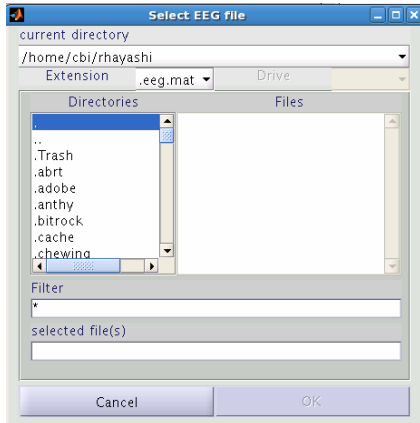 Select EEG file
current directory
/home/cbi/rhayashi
Extension .eeg.mat Drive
Directories Files
.
..
.Trash
.abrt
.adobe
.anthy
.bitrock
.cache
.chewing
Filter
*
selected file(s)
Cancel OK